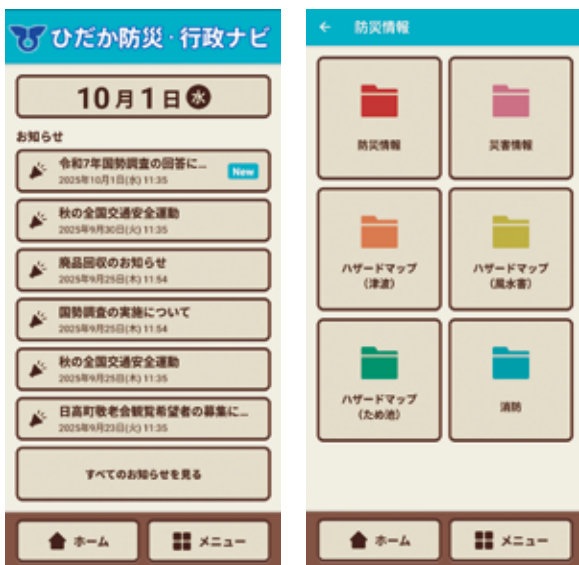 ひだか防災・行政ナビ
10月1日 水
お知らせ
令和7年国勢調査の回答に…
2025年10月1日(水) 11:35
New
秋の全国交通安全運動
2025年9月30日(火) 11:35
廃品回収のお知らせ
2025年9月25日(木) 11:54
国勢調査の実施について
2025年9月25日(木) 11:54
秋の全国交通安全運動
2025年9月25日(木) 11:35
日高町敬老会観覧希望者の募集に…
2025年9月23日(火) 11:35
すべてのお知らせを見る
ホーム
メニュー
← 防災情報
防災情報
災害情報
ハザードマップ
(津波)
ハザードマップ
(風水害)
ハザードマップ
(ため池)
消防
ホーム
メニュー